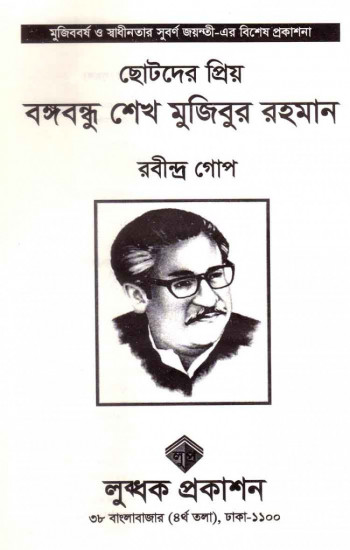 মুজিববর্ষ ও স্বাধীনতার সুবর্ণ জয়ন্তী-এর বিশেষ প্রকাশনা
ছোটদের প্রিয়
বঙ্গবন্ধু শেখ মুজিবুর রহমান
রবীন্দ্র গোপ
লুপ্র
লুব্ধক প্রকাশন
৩৮ বাংলাবাজার (৪র্থ তলা), ঢাকা-১১০০